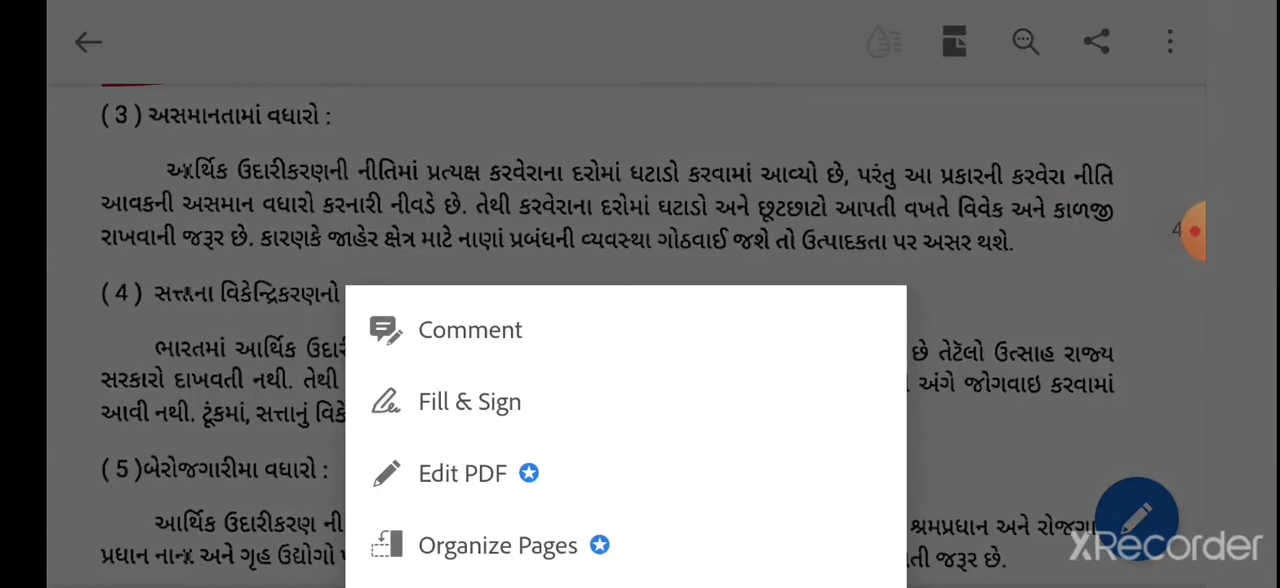 ( 3 ) અસમાનતામાં વધારો :
આર્થિક ઉદારીકરણની નીતિમાં પ્રત્યક્ષ કરવેરાના દરોમાં ધટાડો કરવામાં આવ્યો છે, પરંતુ આ પ્રકારની કરવેરા નીતિ
આવકની અસમાન વધારો કરનારી નીવડે છે. તેથી કરવેરાના દરોમાં ઘટાડો અને છૂટછાટો આપતી વખતે વિવેક અને કાળજી
રાખવાની જરૂર છે. કારણકે જાહેર ક્ષેત્ર માટે નાણાં પ્રબંધની વ્યવસ્થા ગોઠવાઈ જશે તો ઉત્પાદકતા પર અસર થશે.
4
( 4 ) સત્તાના વિકેન્દ્રિકરણનો
Comment
ભારતમાં આર્થિક છે તેટલો ઉત્સાહ રાજ્ય
સરકારો દાખવતી નથી. તેથી અંગે જોગવાઇ કરવામાં
Fill & Sign
આવી નથી. ટૂંકમાં, સત્તાનું
( 5 )બેરોજગારીમા વધારો :
Edit PDF
આર્થિક ઉદારીકરણ ની શ્રમપ્રધાન અને
Organize Pages
પ્રધાન અને ગૃહ ઉદ્યોગો જરૂર છે.
XRecorder